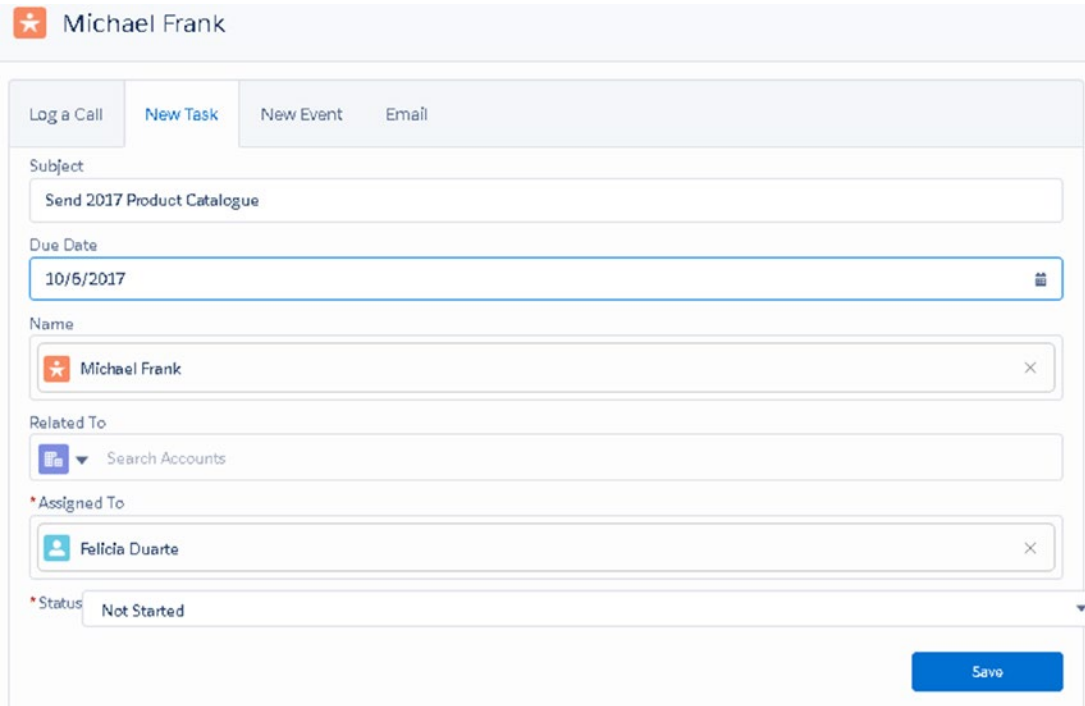 Michael Frank
Log a Call New Task New Event Email
Subject
Send 2017 Product Catalogue
Due Date
10/6/2017
Name
Michael Frank
Related To
Search Accounts
*Assigned To
Felicia Duarte
*Status Not Started
Save